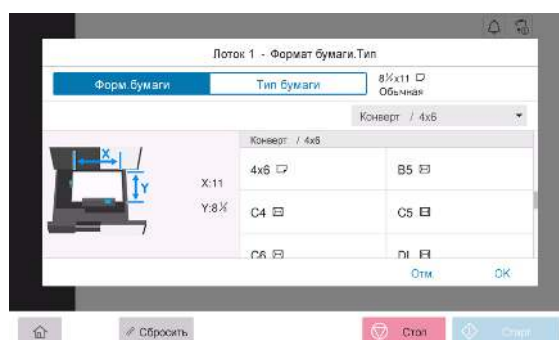 Лоток 1 - Формат бумаги.Тип
Форм.бумаги
Тип бумаги
8½x11
Обычная
Конверт / 4x6
Конверт / 4x6
X
Y
X:11
Y:8½
4x6
B5
C4
C5
C6
DL
Отм.
OK
Сбросить
Стоп
Старт